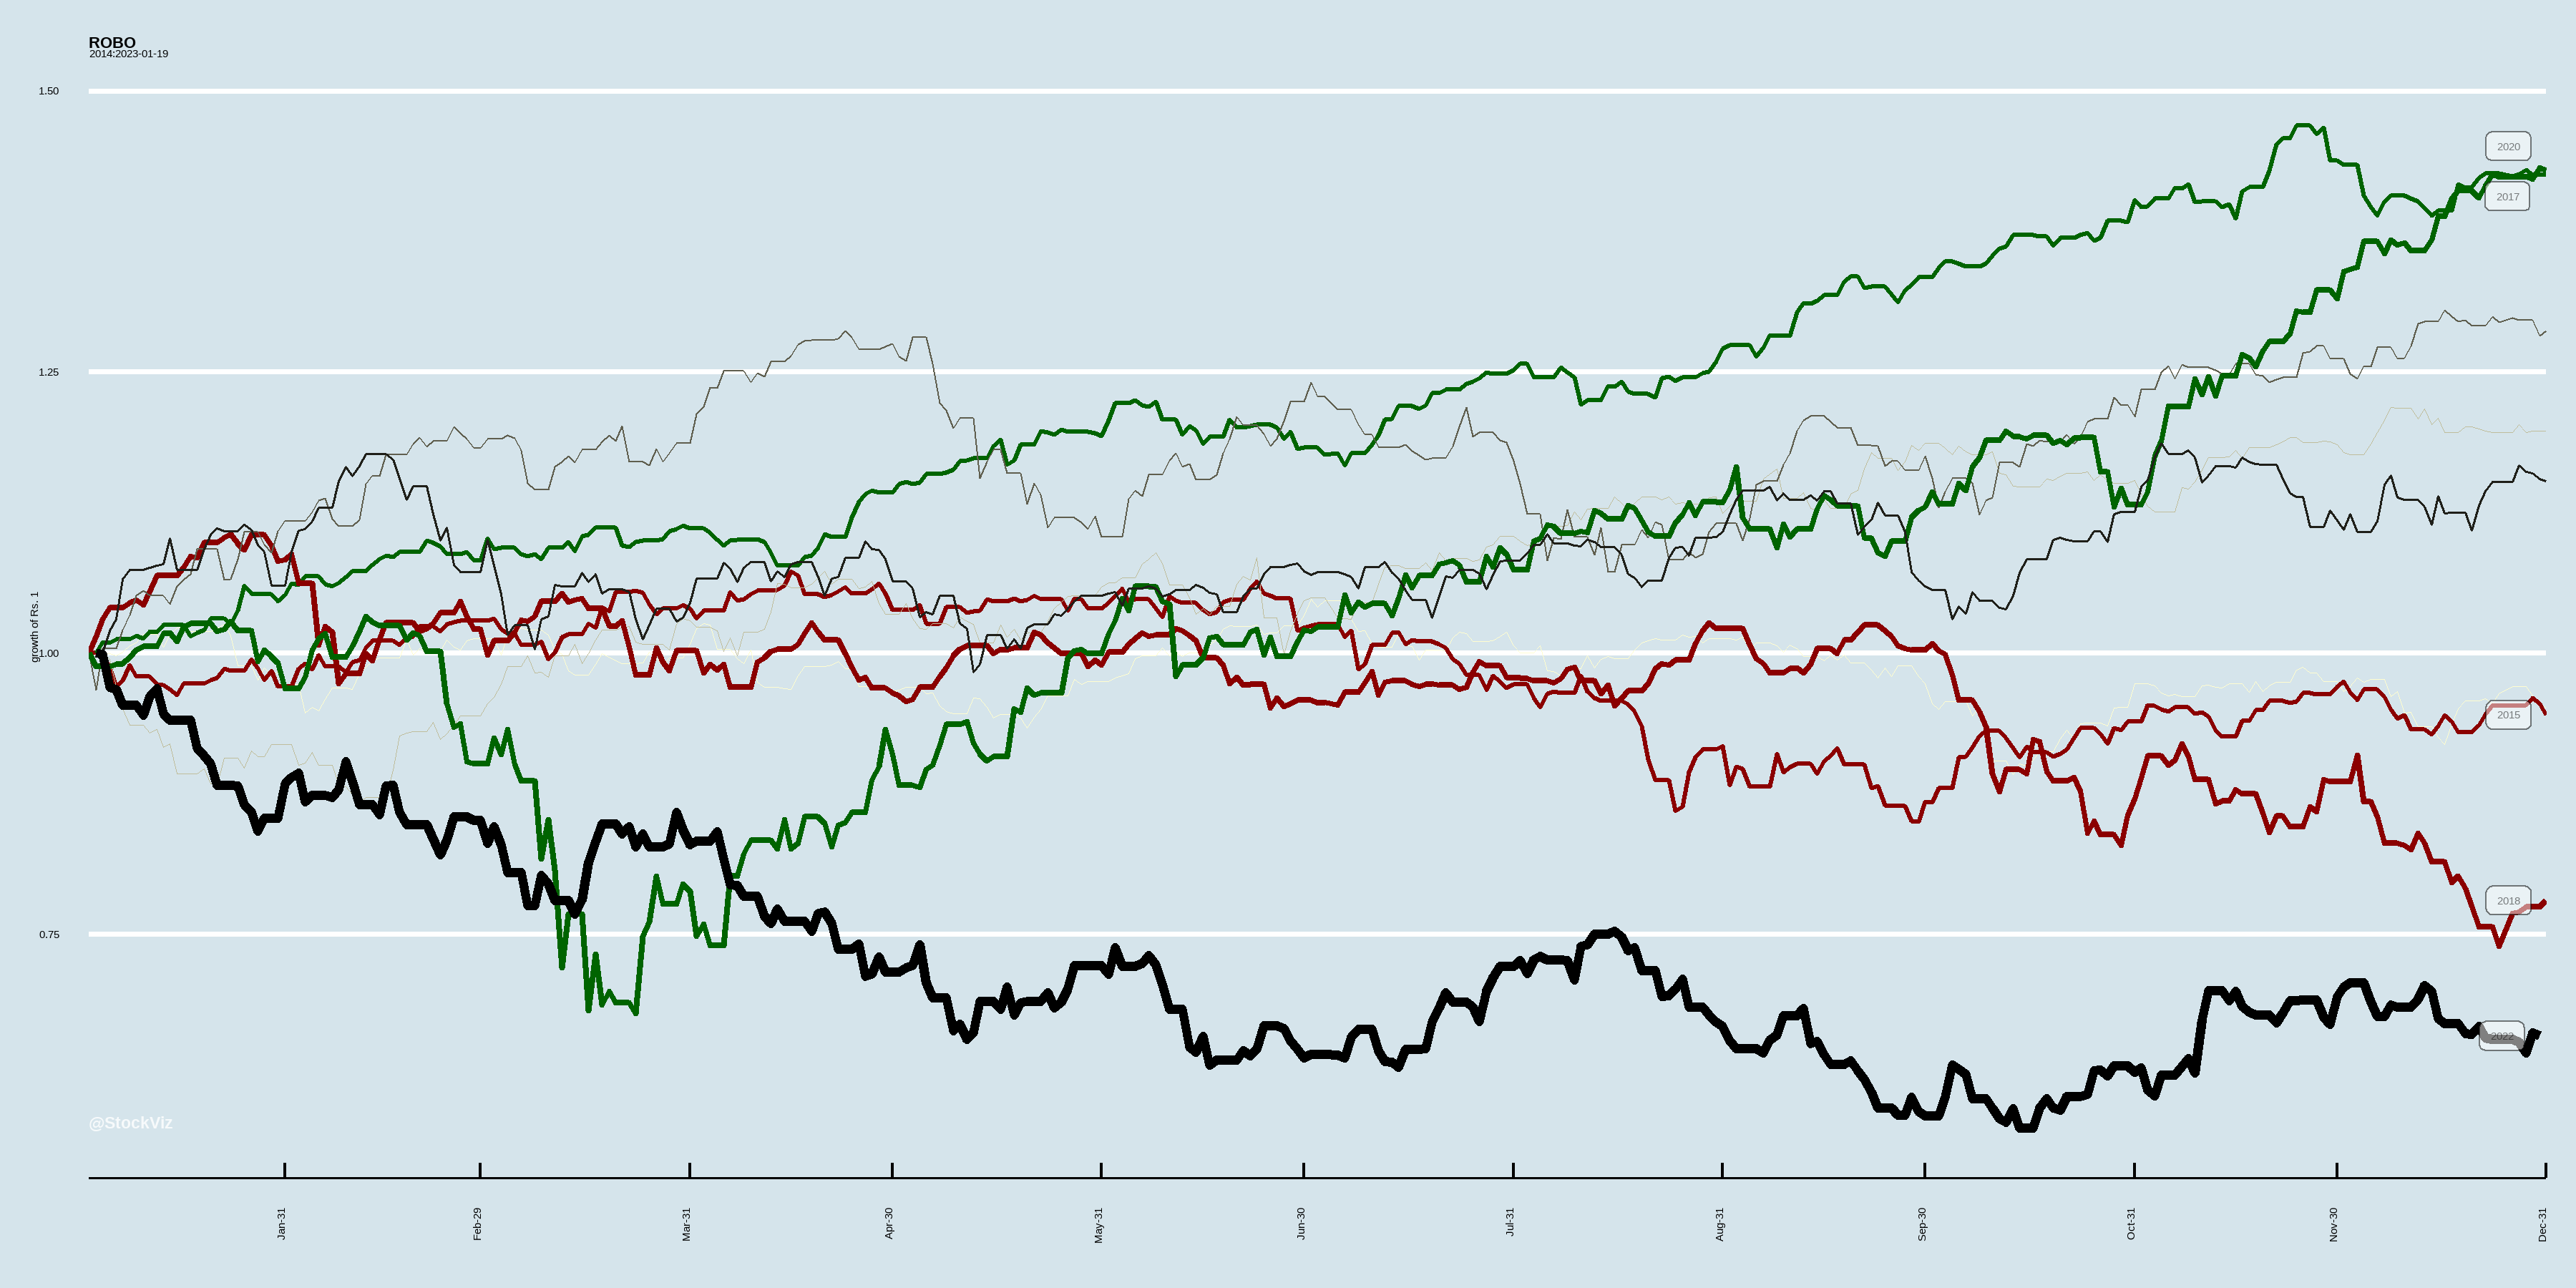 ROBO
2014:2023-01-19
1.50
1.25
1.00
0.75
growth of Rs. 1
2020
2017
2015
2018
2022
@StockViz
Jan-31
Feb-29
Mar-31
Apr-30
May-31
Jun-30
Jul-31
Aug-31
Sep-30
Oct-31
Nov-30
Dec-31